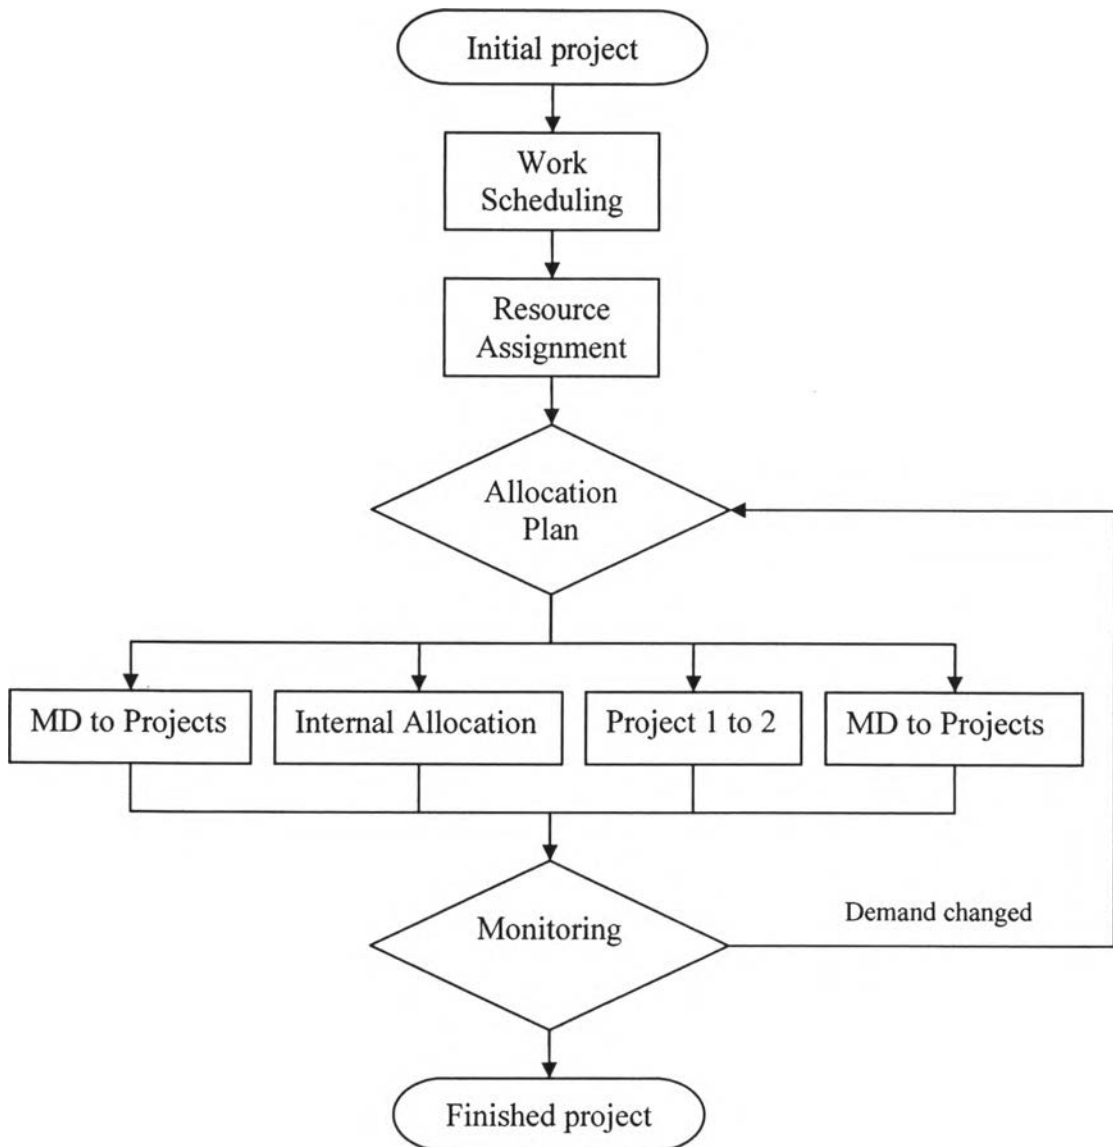 Initial project
Work
Scheduling
Resource
Assignment
Allocation
Plan
MD to Projects
Internal Allocation
Project 1 to 2
MD to Projects
Monitoring
Demand changed
Finished project